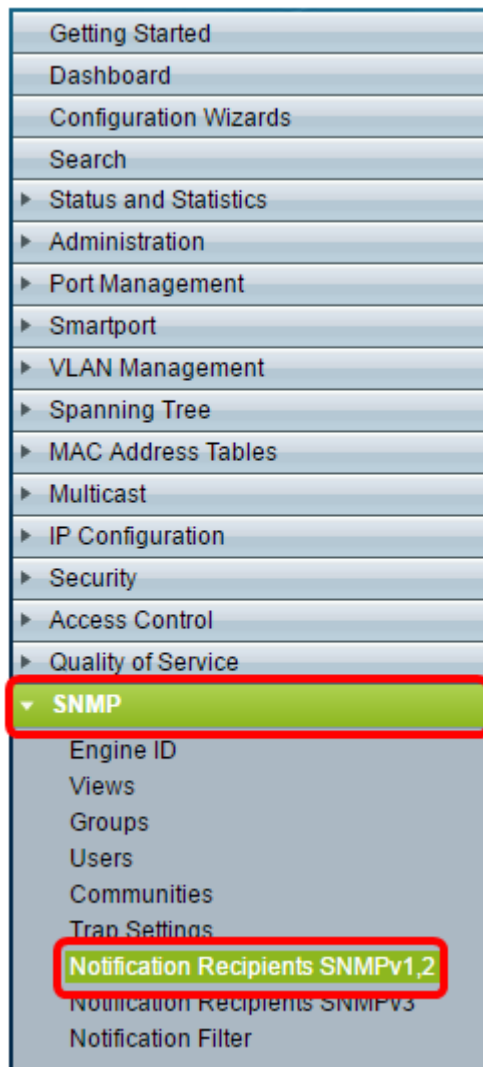 Getting Started
Dashboard
Configuration Wizards
Search
Status and Statistics
Administration
Port Management
Smartport
VLAN Management
Spanning Tree
MAC Address Tables
Multicast
IP Configuration
Security
Access Control
Quality of Service
SNMP
Engine ID
Views
Groups
Users
Communities
Trap Settings
Notification Recipients SNMPv1,2
Notification Recipients SNMPv3
Notification Filter